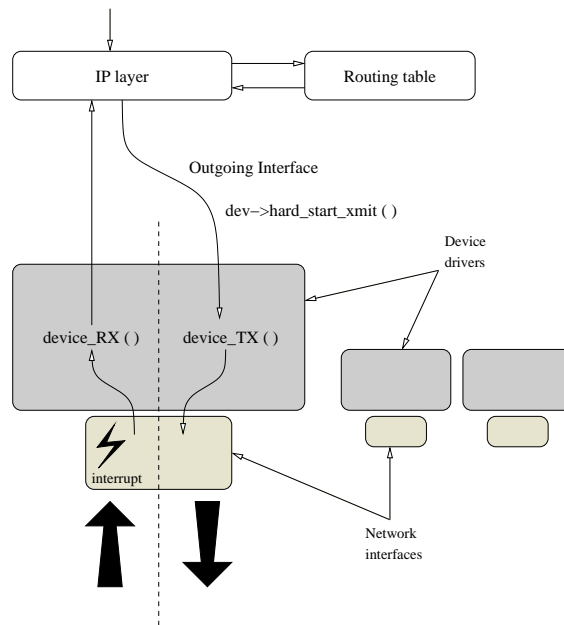 IP layer
Routing table
Outgoing Interface
dev−>hard_start_xmit ( )
Device
drivers
device_RX ( )
device_TX ( )
interrupt
Network
interfaces